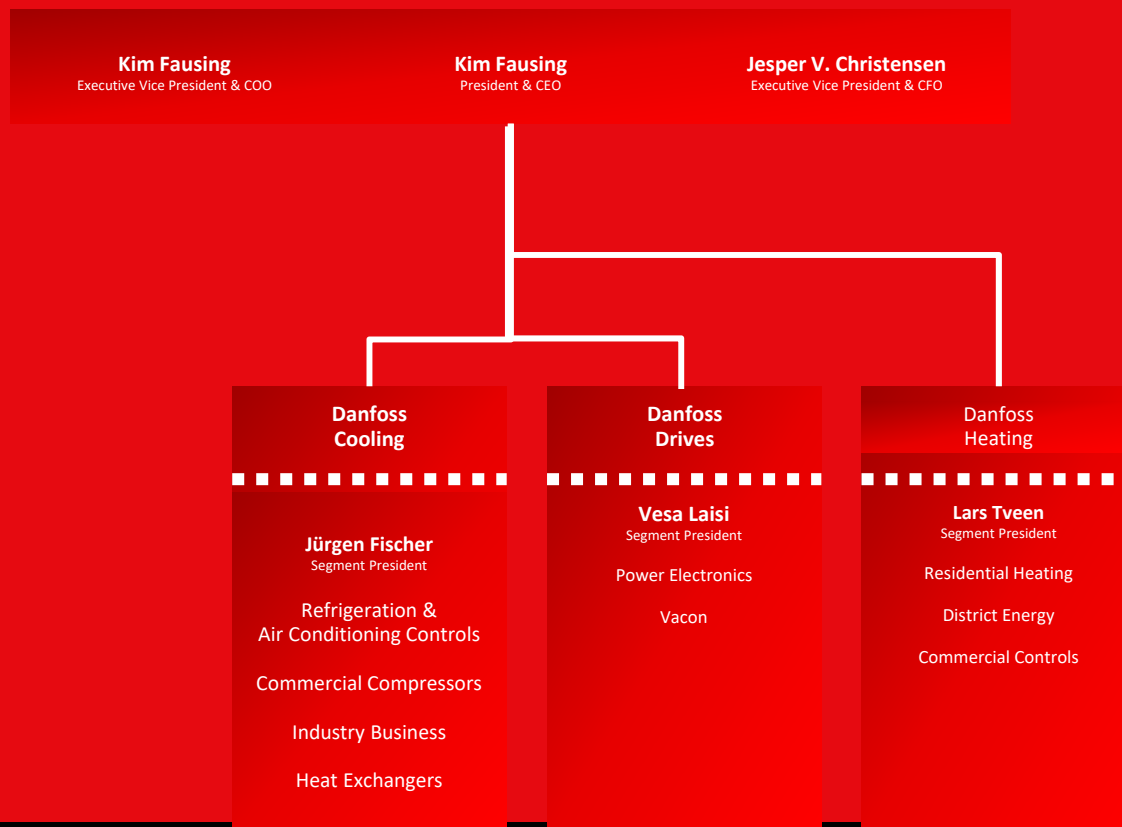 Kim Fausing
Executive Vice President & COO
Kim Fausing
President & CEO
Jesper V. Christensen
Executive Vice President & CFO
Danfoss
Cooling
Jürgen Fischer
Segment President
Refrigeration &
Air Conditioning Controls
Commercial Compressors
Industry Business
Heat Exchangers
Danfoss
Drives
Vesa Laisi
Segment President
Power Electronics
Vacon
Danfoss
Heating
Lars Tveen
Segment President
Residential Heating
District Energy
Commercial Controls